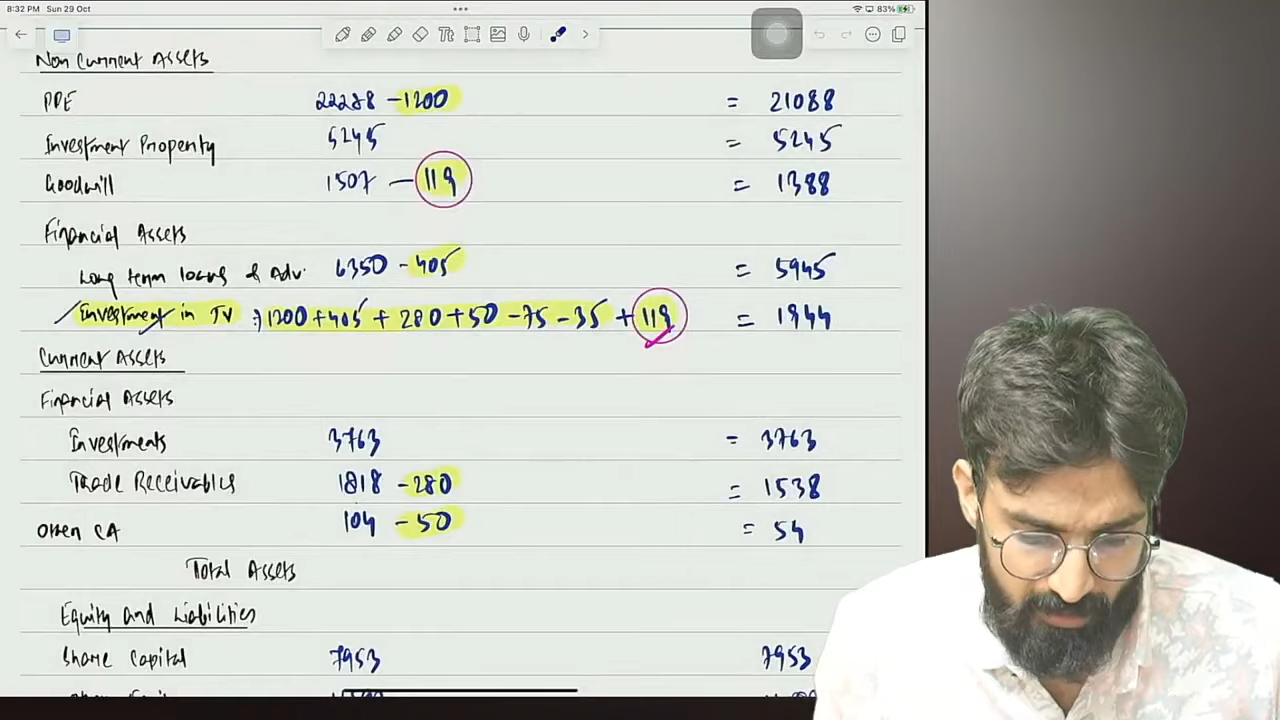 8:32 PM Sun 29 Oct 83%
Non Current Assets
PPE 22288 - 1200 = 21088
Investment Property 5245 = 5245
Goodwill 1507 - 119 = 1388
Financial Assets
Long term loans & Adv. 6350 - 405 = 5945
Investment in JV : 1200 + 405 + 280 + 50 - 75 - 35 + 119 = 1944
Current Assets
Financial Assets
Investments 3763 = 3763
Trade Receivables 1818 - 280 = 1538
Other CA 104 - 50 = 54
Total Assets
Equity and Liabilities
Share Capital 7953 7953